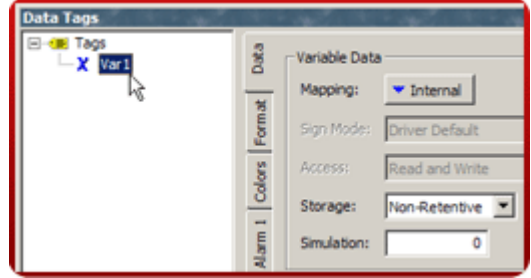 Data Tags
Tags
Var1
Data
Format
Colors
Alarm 1
Variable Data
Mapping: Internal
Sign Mode: Driver Default
Access: Read and Write
Storage: Non-Retentive
Simulation: 0